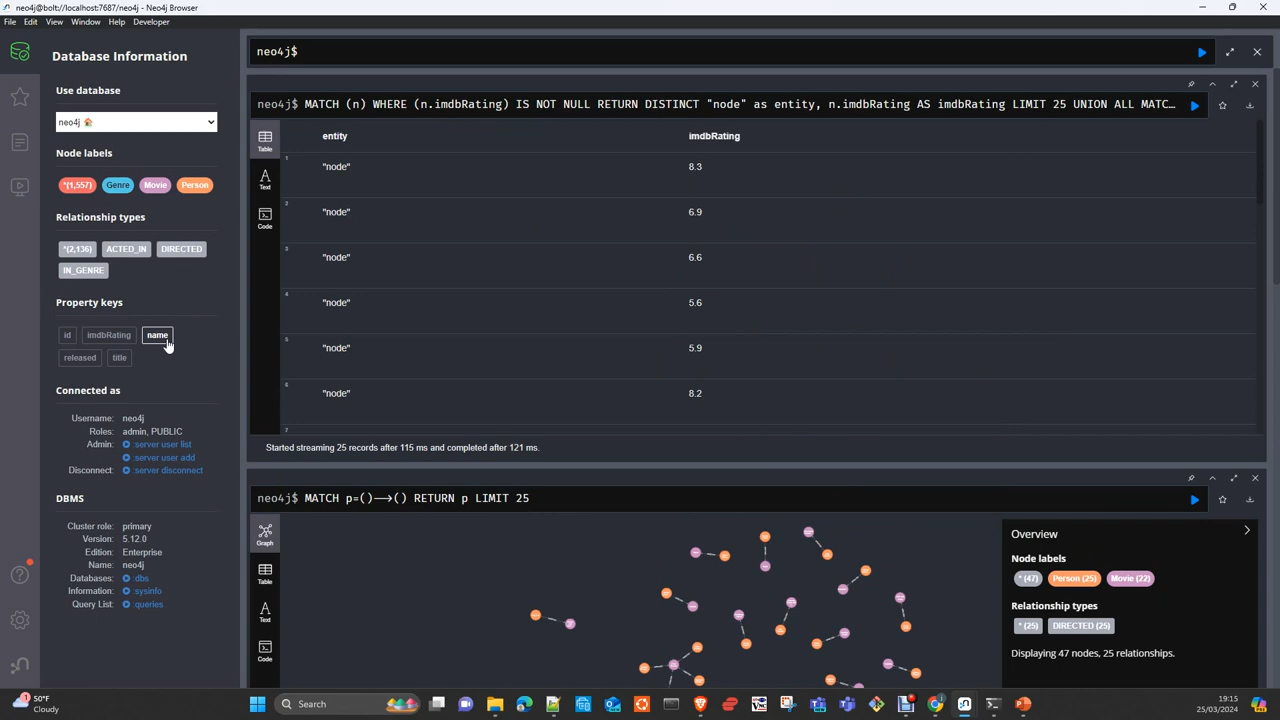 neo4j@bolt://localhost:7687/neo4j - Neo4j Browser
File Edit View Window Help Developer
Database Information
Use database
neo4j
Node labels
*(1,557) Genre Movie Person
Relationship types
*(2,136) ACTED_IN DIRECTED
IN_GENRE
Property keys
id imdbRating name
released title
Connected as
Username: neo4j
Roles: admin, PUBLIC
Admin: :server user list
:server user add
Disconnect: :server disconnect
DBMS
Cluster role: primary
Version: 5.12.0
Edition: Enterprise
Name: neo4j
Databases: :dbs
Information: :sysinfo
Query List: :queries
neo4j$
neo4j$ MATCH (n) WHERE (n.imdbRating) IS NOT NULL RETURN DISTINCT "node" as entity, n.imdbRating AS imdbRating LIMIT 25 UNION ALL MATC...
Table
Text
Code
entity imdbRating
1 "node" 8.3
2 "node" 6.9
3 "node" 6.6
4 "node" 5.6
5 "node" 5.9
6 "node" 8.2
7
Started streaming 25 records after 115 ms and completed after 121 ms.
neo4j$ MATCH p=()-->() RETURN p LIMIT 25
Graph
Table
Text
Code
Overview
Node labels
* (47) Person (25) Movie (22)
Relationship types
* (25) DIRECTED (25)
Displaying 47 nodes, 25 relationships.
50°F
Cloudy
Search
19:15
25/03/2024